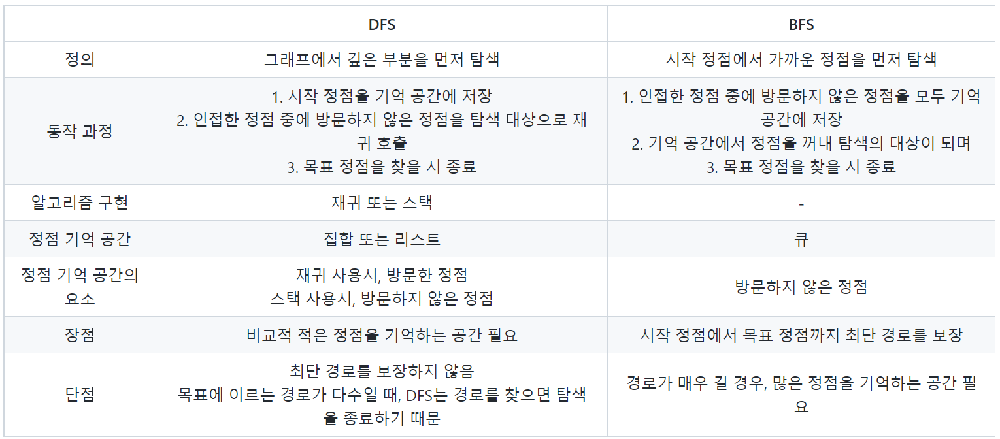 DFS
BFS
정의
그래프에서 깊은 부분을 먼저 탐색
시작 정점에서 가까운 정점을 먼저 탐색
동작 과정
1. 시작 정점을 기억 공간에 저장
2. 인접한 정점 중에 방문하지 않은 정점을 탐색 대상으로 재
귀 호출
3. 목표 정점을 찾을 시 종료
1. 인접한 정점 중에 방문하지 않은 정점을 모두 기억
공간에 저장
2. 기억 공간에서 정점을 꺼내 탐색의 대상이 되며
3. 목표 정점을 찾을 시 종료
알고리즘 구현
재귀 또는 스택
-
정점 기억 공간
집합 또는 리스트
큐
정점 기억 공간의
요소
재귀 사용시, 방문한 정점
스택 사용시, 방문하지 않은 정점
방문하지 않은 정점
장점
비교적 적은 정점을 기억하는 공간 필요
시작 정점에서 목표 정점까지 최단 경로를 보장
단점
최단 경로를 보장하지 않음
목표에 이르는 경로가 다수일 때, DFS는 경로를 찾으면 탐색
을 종료하기 때문
경로가 매우 길 경우, 많은 정점을 기억하는 공간 필
요